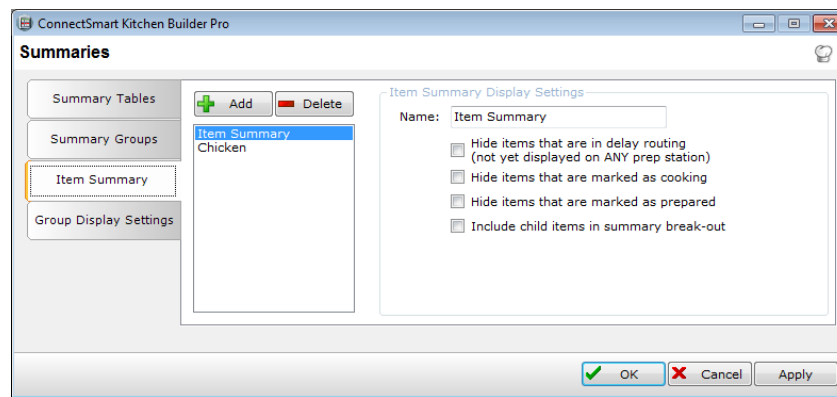 ConnectSmart Kitchen Builder Pro
Summaries
Summary Tables
Summary Groups
Item Summary
Group Display Settings
Add
Delete
Item Summary
Chicken
Item Summary Display Settings
Name: Item Summary
Hide items that are in delay routing
(not yet displayed on ANY prep station)
Hide items that are marked as cooking
Hide items that are marked as prepared
Include child items in summary break-out
OK
Cancel
Apply